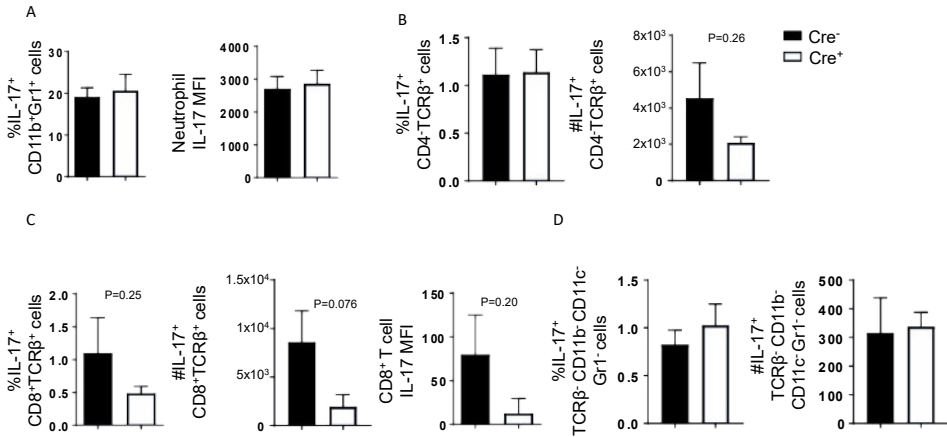 A
%IL-17⁺
CD11b⁺Gr1⁺ cells
30
20
10
0
Neutrophil
IL-17 MFI
4000
3000
2000
1000
0
B
%IL-17⁺
CD4⁻TCRβ⁺ cells
1.5
1.0
0.5
0.0
#IL-17⁺
CD4⁻TCRβ⁺ cells
8x10³
6x10³
4x10³
2x10³
0
P=0.26
Cre⁻
Cre⁺
C
%IL-17⁺
CD8⁺TCRβ⁺ cells
2.0
1.5
1.0
0.5
0.0
P=0.25
#IL-17⁺
CD8⁺TCRβ⁺ cells
1.5x10⁴
1x10⁴
5x10³
0
P=0.076
CD8⁺ T cell
IL-17 MFI
150
100
50
0
P=0.20
D
%IL-17⁺
TCRβ⁻ CD11b⁻ CD11c⁻
Gr1⁻ cells
1.5
1.0
0.5
0.0
#IL-17⁺
TCRβ⁻ CD11b⁻
CD11c⁻ Gr1⁻ cells
500
400
300
200
100
0